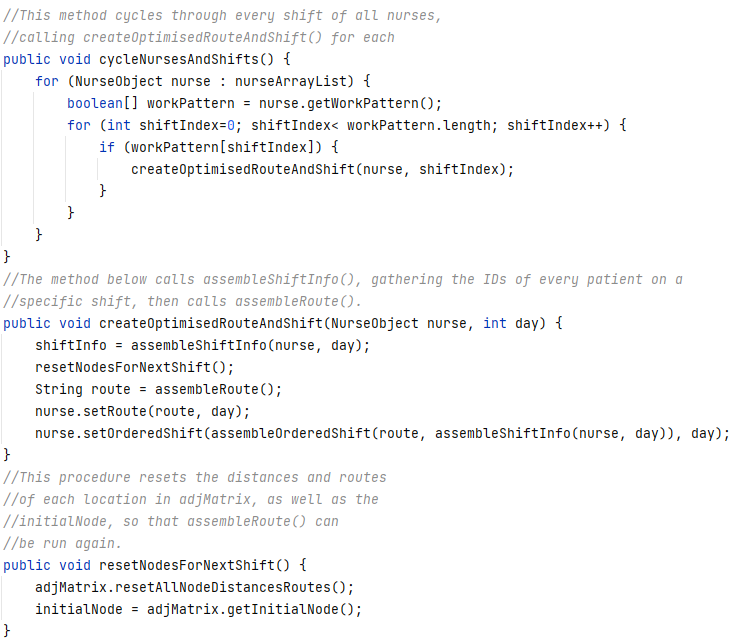 //This method cycles through every shift of all nurses,
//calling createOptimisedRouteAndShift() for each
public void cycleNursesAndShifts() {
    for (NurseObject nurse : nurseArrayList) {
        boolean[] workPattern = nurse.getWorkPattern();
        for (int shiftIndex=0; shiftIndex< workPattern.length; shiftIndex++) {
            if (workPattern[shiftIndex]) {
                createOptimisedRouteAndShift(nurse, shiftIndex);
            }
        }
    }
}
//The method below calls assembleShiftInfo(), gathering the IDs of every patient on a
//specific shift, then calls assembleRoute().
public void createOptimisedRouteAndShift(NurseObject nurse, int day) {
    shiftInfo = assembleShiftInfo(nurse, day);
    resetNodesForNextShift();
    String route = assembleRoute();
    nurse.setRoute(route, day);
    nurse.setOrderedShift(assembleOrderedShift(route, assembleShiftInfo(nurse, day)), day);
}
//This procedure resets the distances and routes
//of each location in adjMatrix, as well as the
//initialNode, so that assembleRoute() can
//be run again.
public void resetNodesForNextShift() {
    adjMatrix.resetAllNodeDistancesRoutes();
    initialNode = adjMatrix.getInitialNode();
}